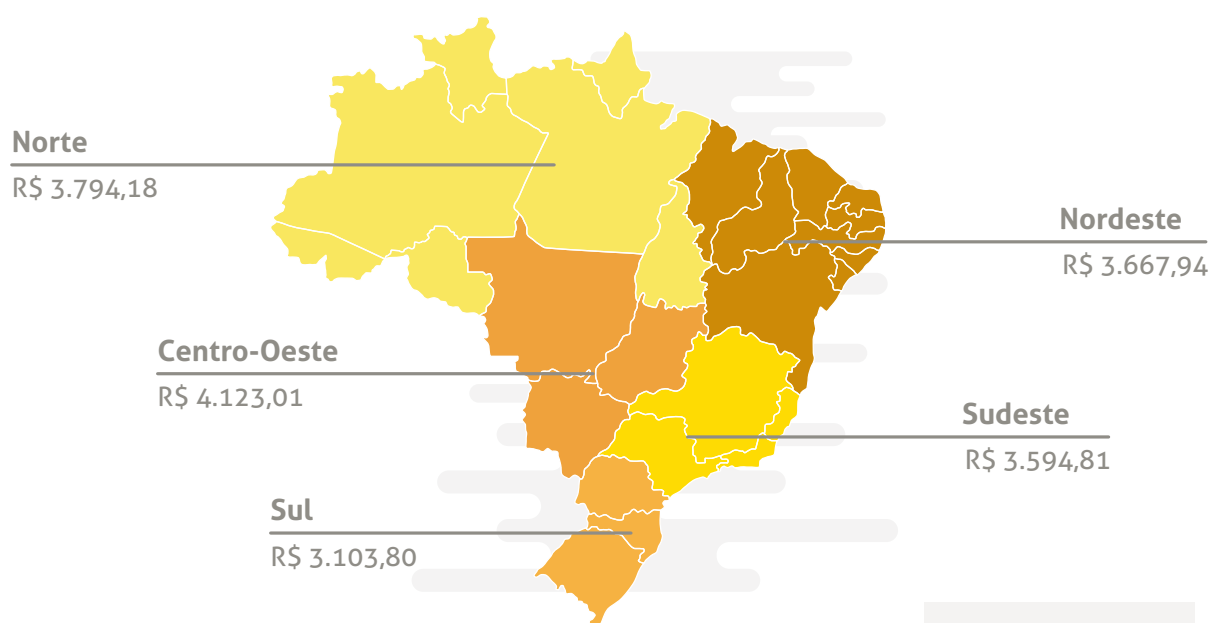 Norte
R$ 3.794,18
Nordeste
R$ 3.667,94
Centro-Oeste
R$ 4.123,01
Sudeste
R$ 3.594,81
Sul
R$ 3.103,80